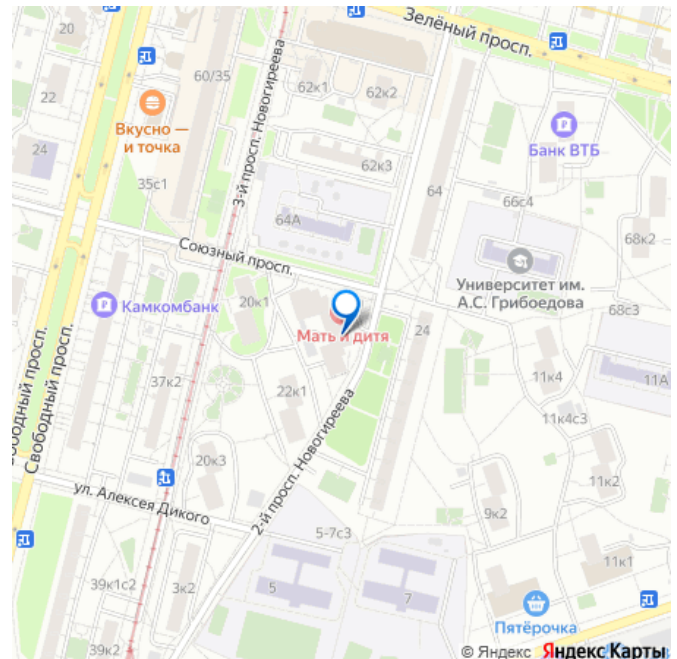 20
Зелёный просп.
60/35
22
62к1
62к2
Вкусно —
и точка
3-й просп. Новогиреева
Банк ВТБ
24
62к3
35с1
64
66с4
64А
68к2
Союзный просп.
Университет им.
А.С. Грибоедова
Камкомбанк
20к1
68с3
24
Мать и дитя
ободный просп.
Свободный просп.
37к2
22к1
11к4
11А
11к4с3
2-й просп. Новогиреева
20к3
11к2
ул. Алексея Дикого
9к2
5-7с3
11к1
39к1с2
3к2
5
7
Пятёрочка
© Яндекс Яндекс Карты